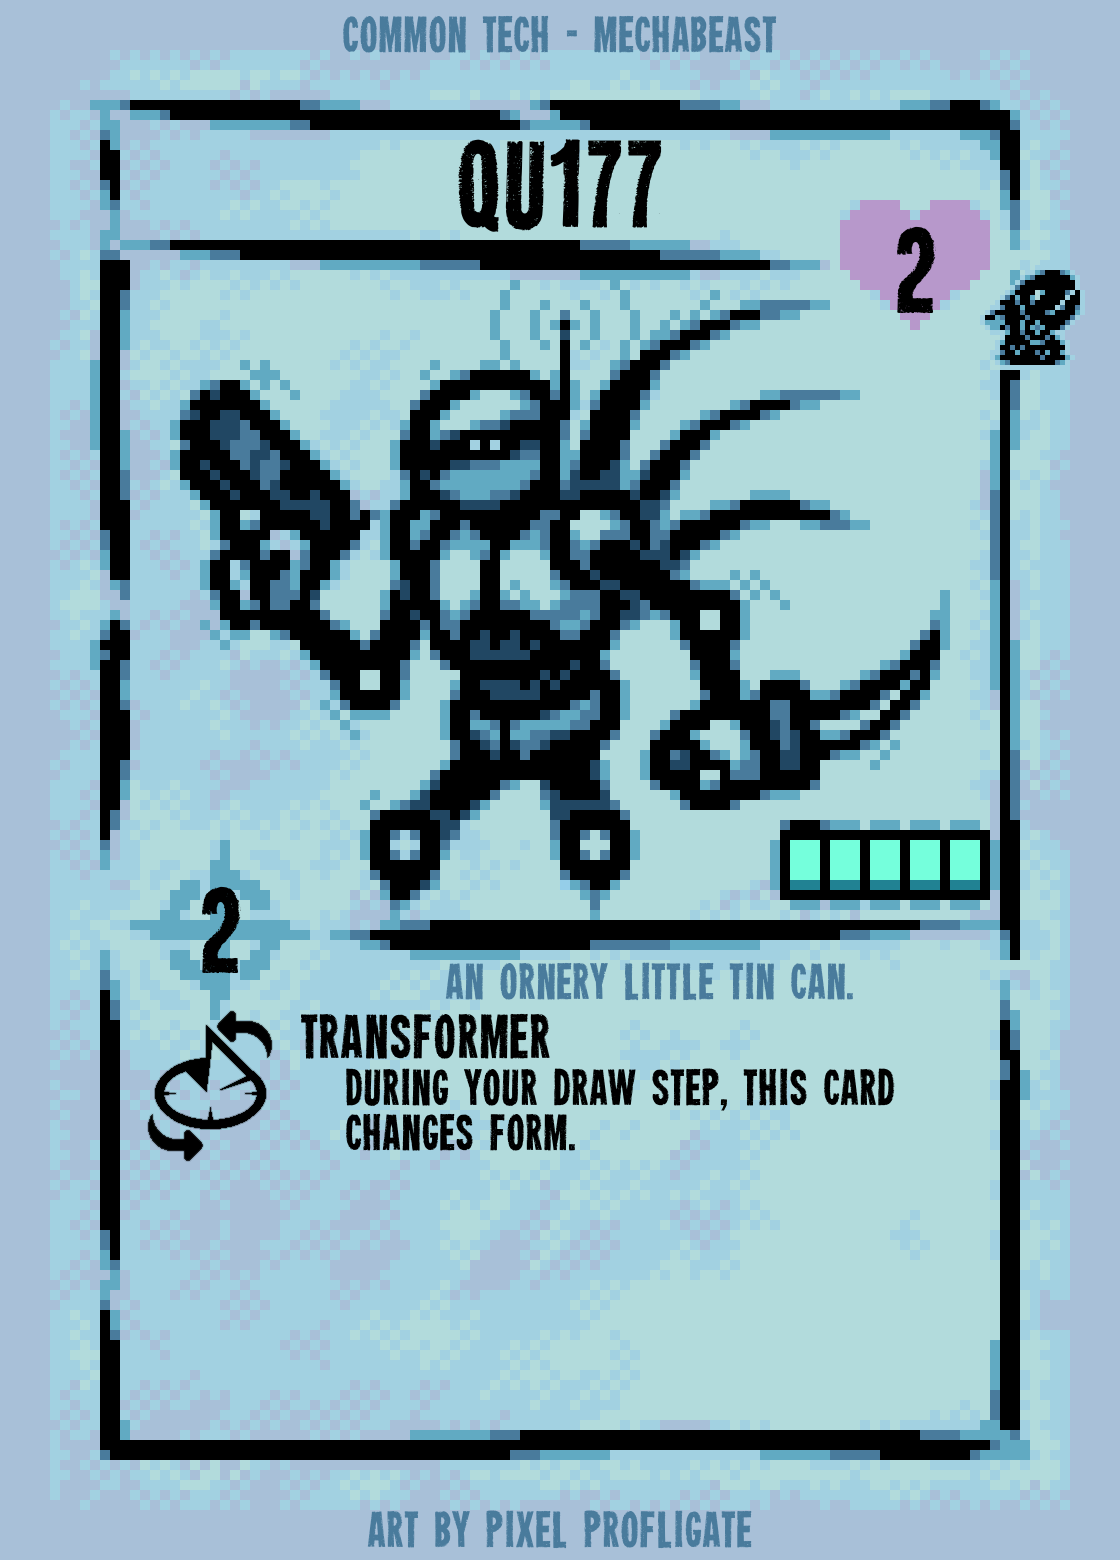 COMMON TECH - MECHABEAST
QU177
2
2
AN ORNERY LITTLE TIN CAN.
TRANSFORMER
DURING YOUR DRAW STEP, THIS CARD
CHANGES FORM.
ART BY PIXEL PROFLIGATE